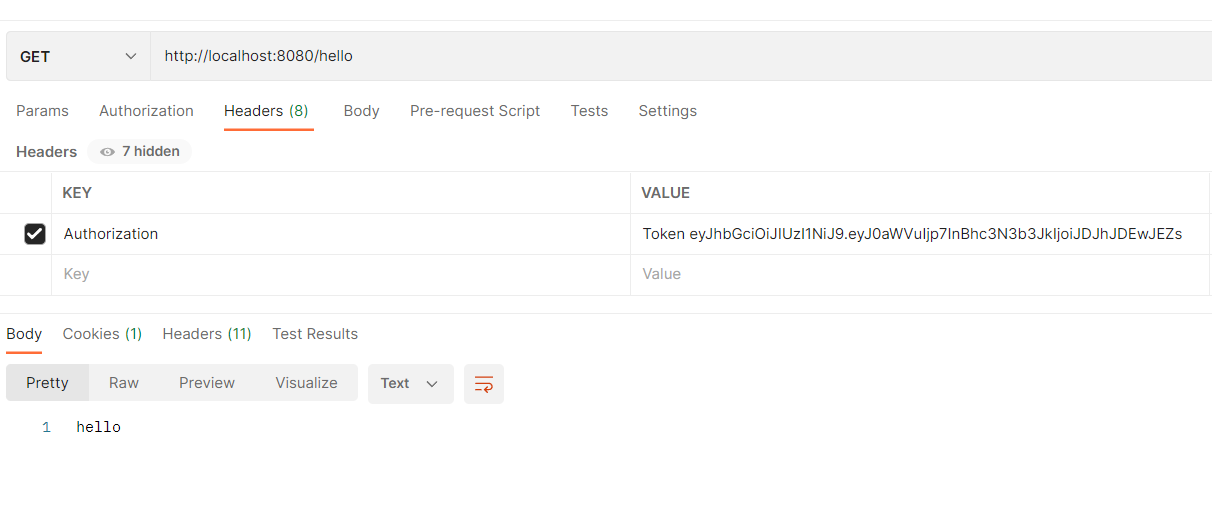 GET http://localhost:8080/hello
Params Authorization Headers (8) Body Pre-request Script Tests Settings
Headers 7 hidden
KEY VALUE
Authorization Token eyJhbGciOiJIUzI1NiJ9.eyJ0aWVuIjp7InBhc3N3b3JkIjoiJDJhJDEwJEZs
Key Value
Body Cookies (1) Headers (11) Test Results
Pretty Raw Preview Visualize Text
1 hello